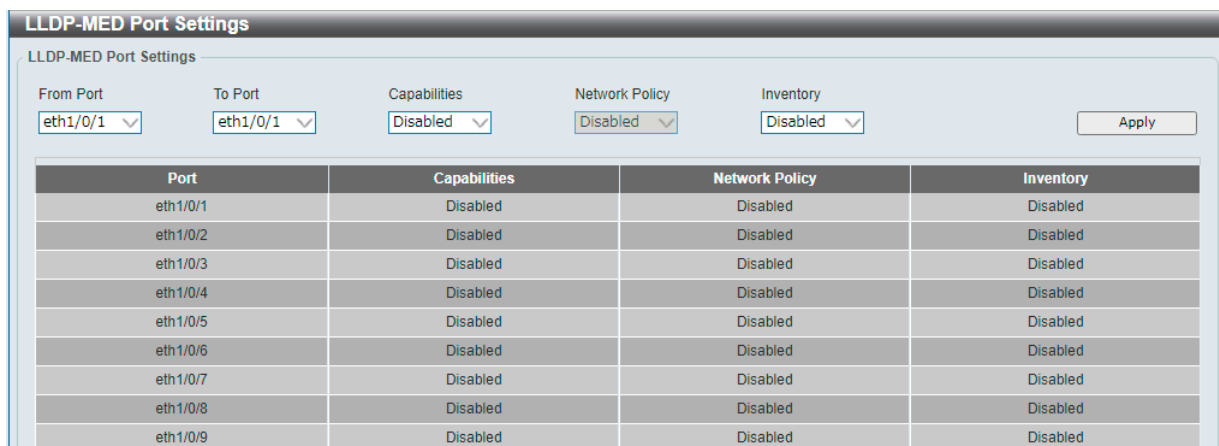 LLDP-MED Port Settings
LLDP-MED Port Settings
From Port To Port Capabilities Network Policy Inventory
eth1/0/1 eth1/0/1 Disabled Disabled Disabled Apply
Port Capabilities Network Policy Inventory
eth1/0/1 Disabled Disabled Disabled
eth1/0/2 Disabled Disabled Disabled
eth1/0/3 Disabled Disabled Disabled
eth1/0/4 Disabled Disabled Disabled
eth1/0/5 Disabled Disabled Disabled
eth1/0/6 Disabled Disabled Disabled
eth1/0/7 Disabled Disabled Disabled
eth1/0/8 Disabled Disabled Disabled
eth1/0/9 Disabled Disabled Disabled